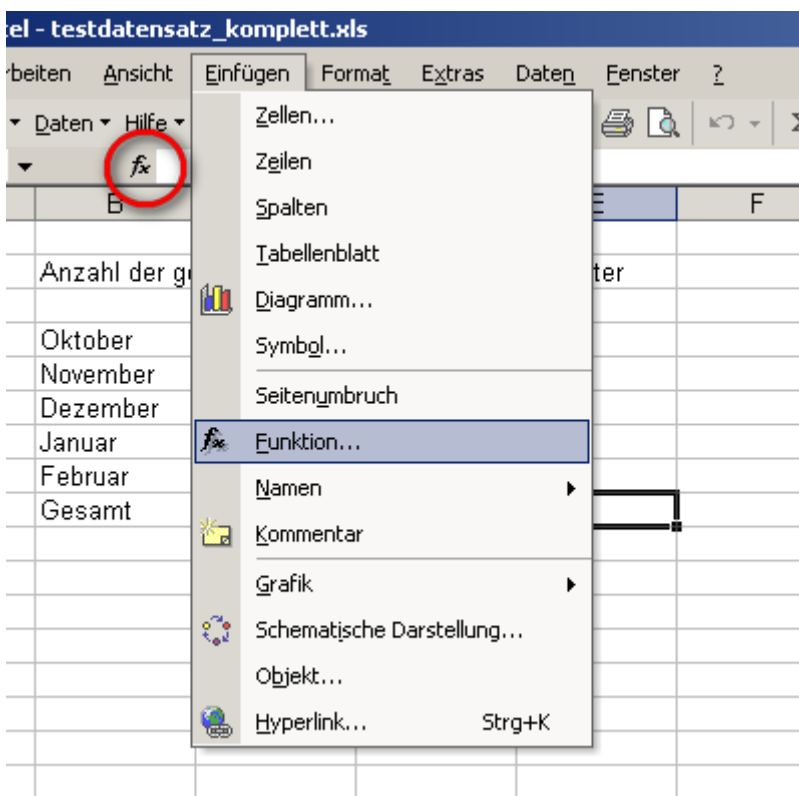 cel - testdatensatz_komplett.xls
rbeiten Ansicht Einfügen Format Extras Daten Fenster ?
Daten Hilfe
fx
B E F
Zellen...
Zeilen
Spalten
Tabellenblatt
Diagramm...
Symbol...
Seitenumbruch
Funktion...
Namen
Kommentar
Grafik
Schematische Darstellung...
Objekt...
Hyperlink... Strg+K
Anzahl der g ter
Oktober
November
Dezember
Januar
Februar
Gesamt